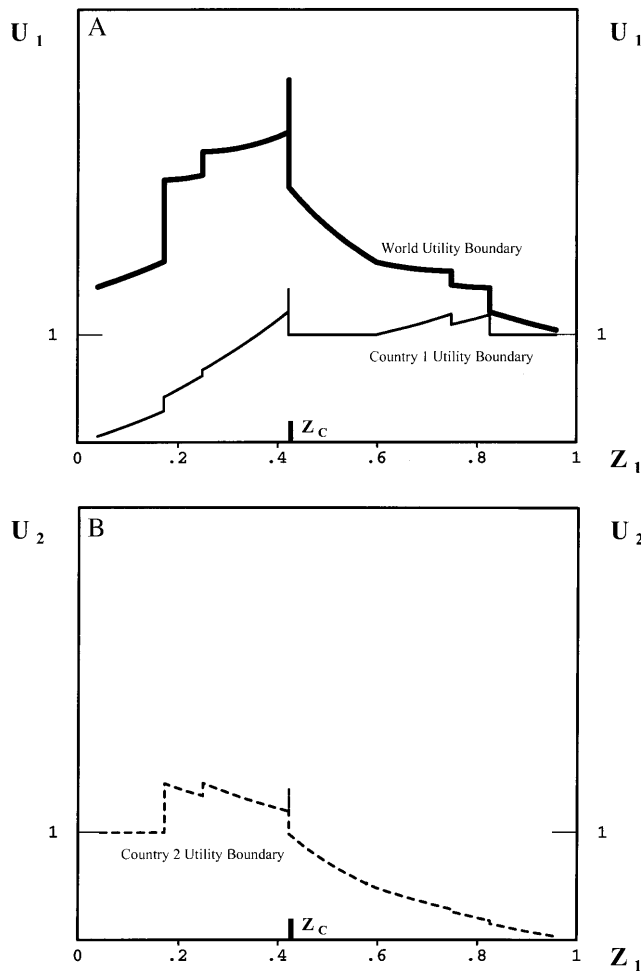 U 1 A U 1
World Utility Boundary
1 1
Country 1 Utility Boundary
Z C
0 .2 .4 .6 .8 1
Z 1
U 2 B U 2
1 1
Country 2 Utility Boundary
Z C
0 .2 .4 .6 .8 1
Z 1